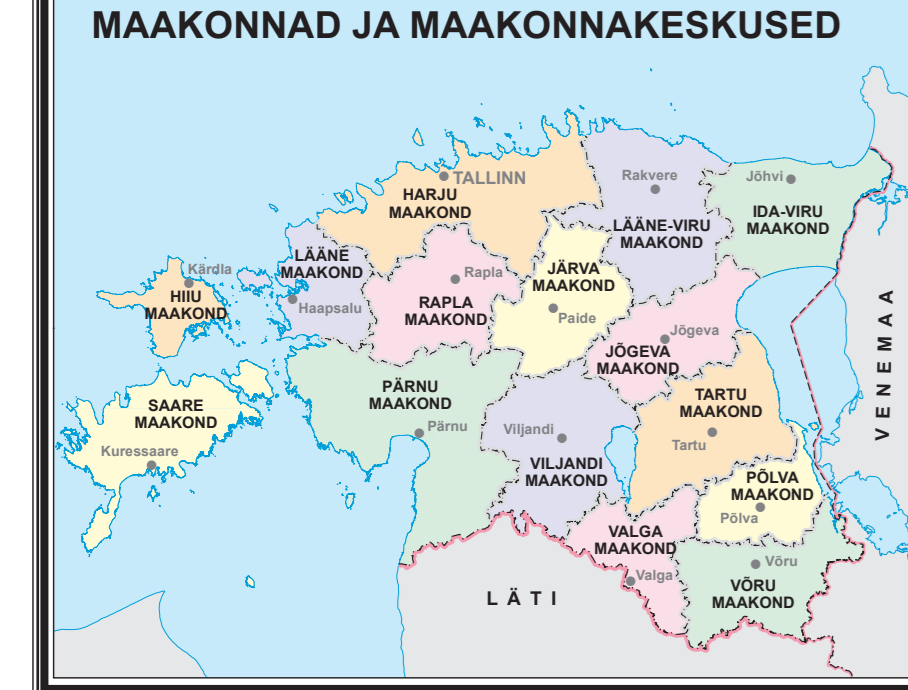 MAAKONNAD JA MAAKONNAKESKUSED
TALLINN
HARJU
MAAKOND
Rakvere
LÄÄNE-VIRU
MAAKOND
Jõhvi
IDA-VIRU
MAAKOND
LÄÄNE
MAAKOND
Haapsalu
Kärdla
HIIU
MAAKOND
Rapla
RAPLA
MAAKOND
JÄRVA
MAAKOND
Paide
Jõgeva
JÕGEVA
MAAKOND
VENEMAA
SAARE
MAAKOND
Kuressaare
PÄRNU
MAAKOND
Pärnu
Viljandi
VILJANDI
MAAKOND
TARTU
MAAKOND
Tartu
PÕLVA
MAAKOND
Põlva
VALGA
MAAKOND
Valga
Võru
VÕRU
MAAKOND
LÄTI